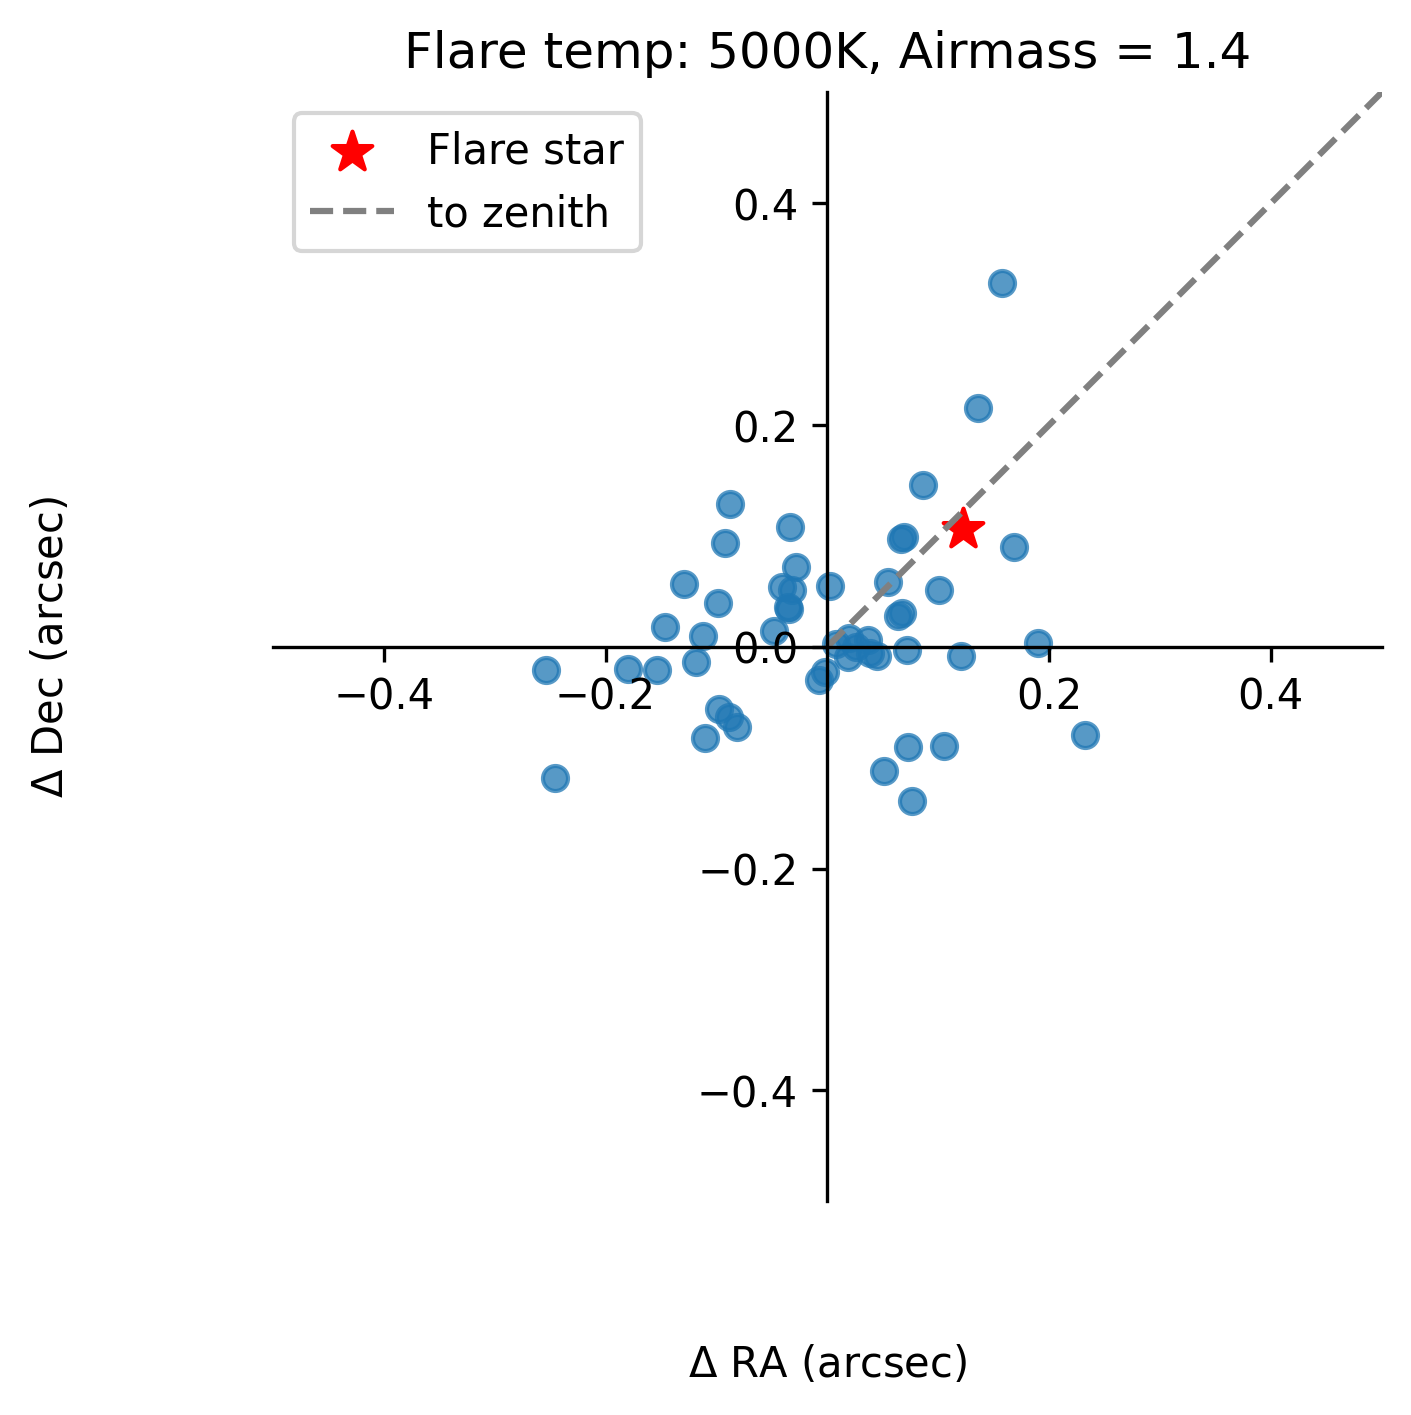 Flare temp: 5000K, Airmass = 1.4
Flare star
to zenith
0.4
0.2
0.0
−0.4
−0.2
0.2
0.4
−0.2
−0.4
Δ Dec (arcsec)
Δ RA (arcsec)